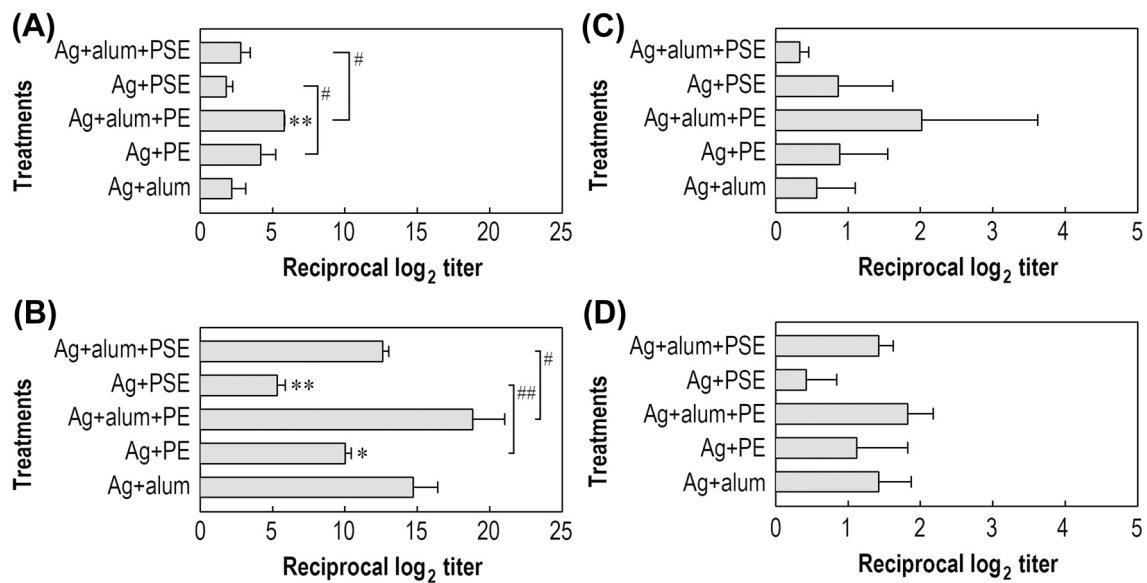 (A)
Treatments
Ag+alum+PSE
Ag+PSE
Ag+alum+PE
Ag+PE
Ag+alum
**
#
#
0 5 10 15 20 25
Reciprocal log2 titer
(C)
Treatments
Ag+alum+PSE
Ag+PSE
Ag+alum+PE
Ag+PE
Ag+alum
0 1 2 3 4 5
Reciprocal log2 titer
(B)
Treatments
Ag+alum+PSE
Ag+PSE
Ag+alum+PE
Ag+PE
Ag+alum
**
*
##
#
0 5 10 15 20 25
Reciprocal log2 titer
(D)
Treatments
Ag+alum+PSE
Ag+PSE
Ag+alum+PE
Ag+PE
Ag+alum
0 1 2 3 4 5
Reciprocal log2 titer